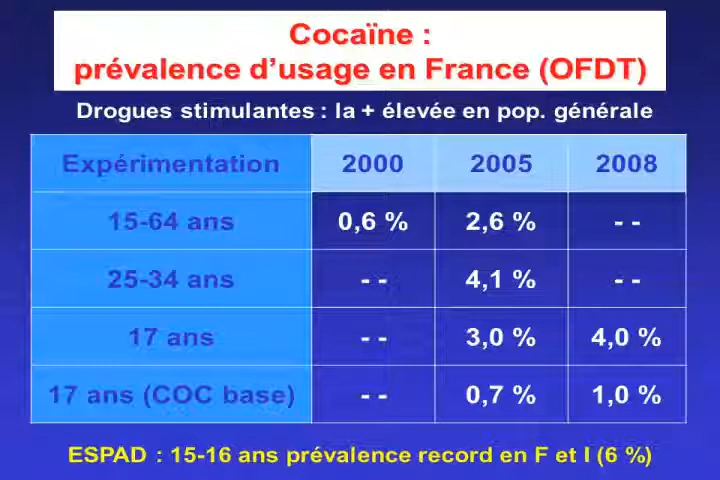 Cocaïne :
prévalence d’usage en France (OFDT)
Drogues stimulantes : la + élevée en pop. générale
Expérimentation 2000 2005 2008
15-64 ans 0,6 % 2,6 % - -
25-34 ans - - 4,1 % - -
17 ans - - 3,0 % 4,0 %
17 ans (COC base) - - 0,7 % 1,0 %
ESPAD : 15-16 ans prévalence record en F et I (6 %)